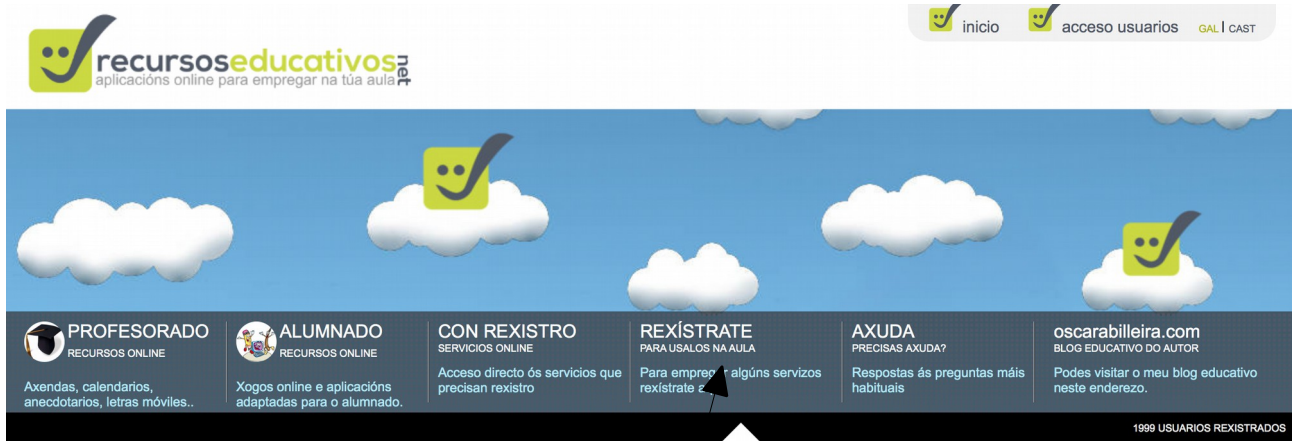 inicio
acceso usuarios
GAL | CAST
recursoseducativos
net
aplicacións online para empregar na túa aula
PROFESORADO
RECURSOS ONLINE
Axendas, calendarios,
anecdotarios, letras móviles..
ALUMNADO
RECURSOS ONLINE
Xogos online e aplicacións
adaptadas para o alumnado.
CON REXISTRO
SERVICIOS ONLINE
Acceso directo ós servicios que
precisan rexistro
REXÍSTRATE
PARA USALOS NA AULA
Para empregar algúns servizos
rexístrate
AXUDA
PRECISAS AXUDA?
Respostas ás preguntas máis
habituais
oscarabilleira.com
BLOG EDUCATIVO DO AUTOR
Podes visitar o meu blog educativo
neste enderezo.
1999 USUARIOS REXISTRADOS